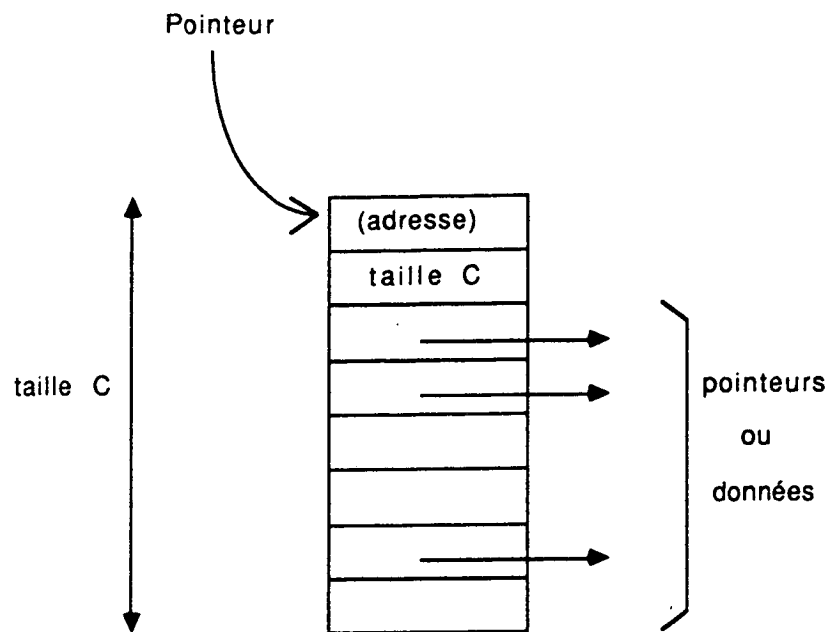 Pointeur
(adresse)
taille C
taille C
pointeurs
ou
données